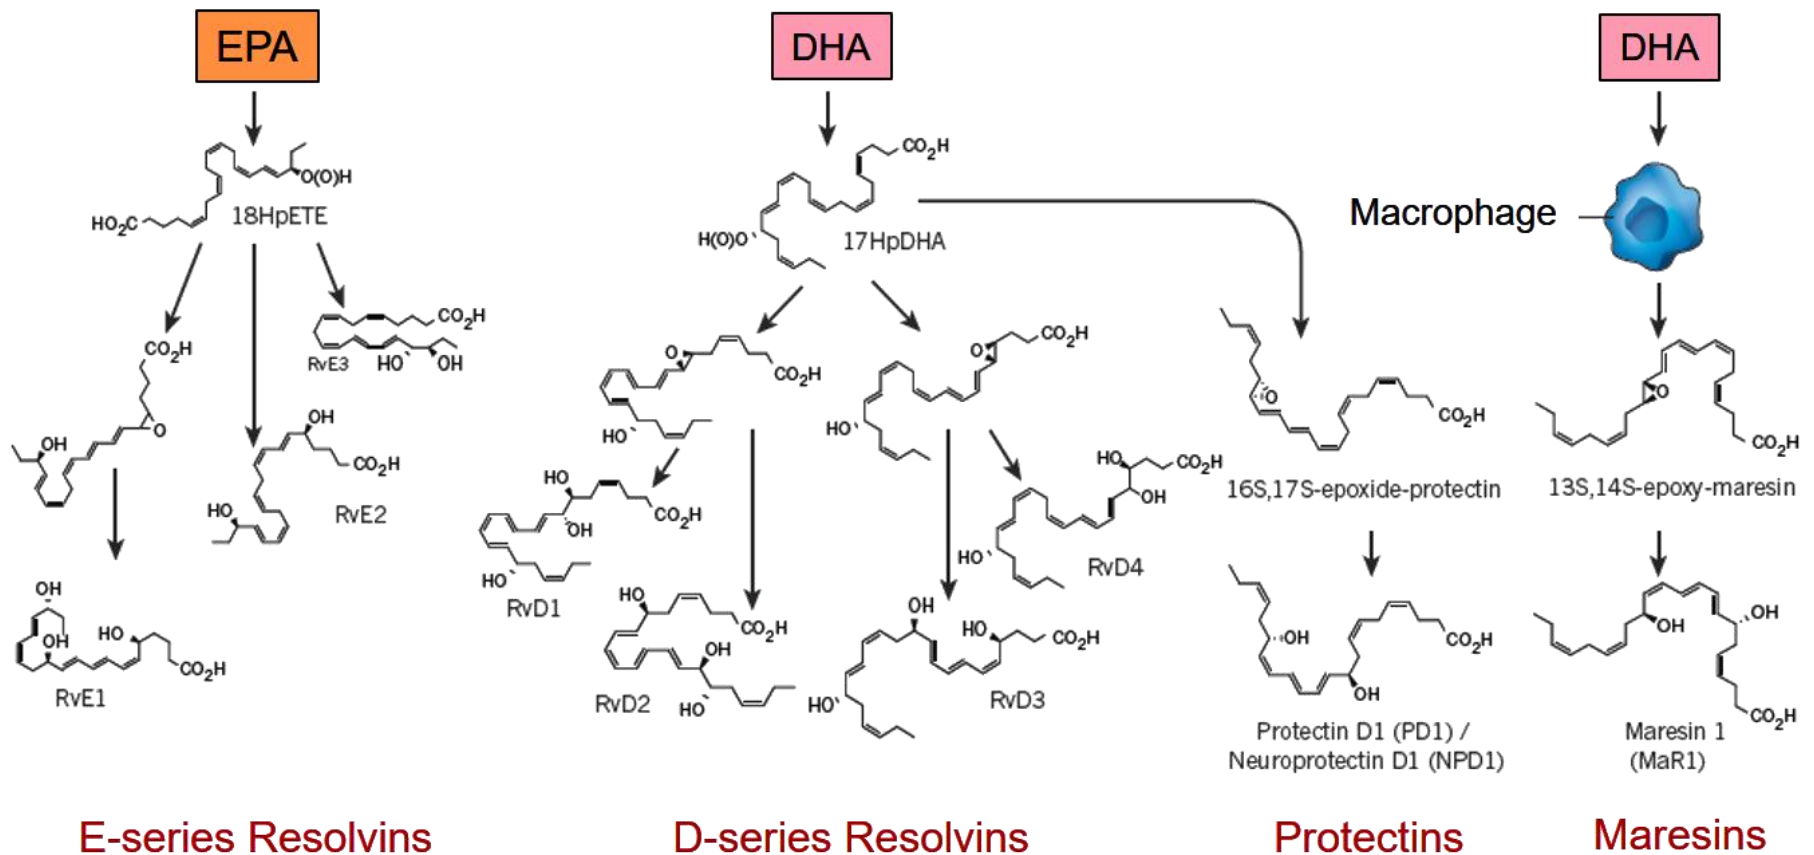 EPA
DHA
DHA
O(O)H
HO₂C
18HpETE
CO₂H
H(O)O
17HpDHA
Macrophage
CO₂H
RvE3
HO
OH
CO₂H
OH
O
OH
CO₂H
HO
RvE2
OH
OH
HO
CO₂H
RvE1
O
CO₂H
HO
O
CO₂H
HO
HO
OH
CO₂H
HO
RvD1
HO
CO₂H
OH
HO
RvD2
HO
CO₂H
OH
HO
RvD4
OH
HO
CO₂H
HO
RvD3
O
CO₂H
16S,17S-epoxide-protectin
O
CO₂H
13S,14S-epoxy-maresin
OH
CO₂H
OH
Protectin D1 (PD1) /
Neuroprotectin D1 (NPD1)
OH
OH
CO₂H
Maresin 1
(MaR1)
E-series Resolvins
D-series Resolvins
Protectins
Maresins